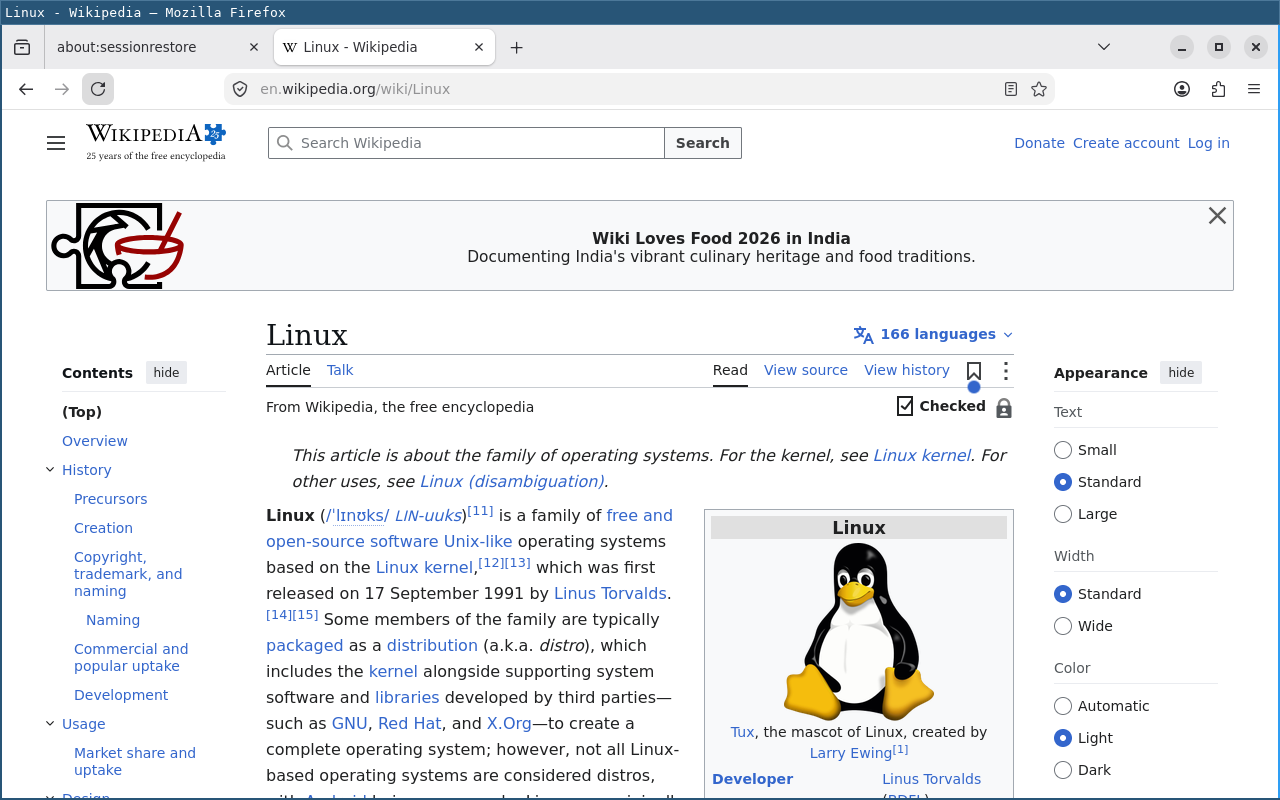 Linux - Wikipedia — Mozilla Firefox
about:sessionrestore
Linux - Wikipedia
en.wikipedia.org/wiki/Linux
WIKIPEDIA 25
25 years of the free encyclopedia
Search Wikipedia
Search
Donate
Create account
Log in
Wiki Loves Food 2026 in India
Documenting India's vibrant culinary heritage and food traditions.
Contents
hide
(Top)
Overview
History
Precursors
Creation
Copyright,
trademark, and
naming
Naming
Commercial and
popular uptake
Development
Usage
Market share and
uptake
Design
Linux
166 languages
Article
Talk
Read
View source
View history
From Wikipedia, the free encyclopedia
Checked
This article is about the family of operating systems. For the kernel, see Linux kernel. For
other uses, see Linux (disambiguation).
Linux (/ˈlɪnʊks/ LIN-uuks)[11] is a family of free and
open-source software Unix-like operating systems
based on the Linux kernel,[12][13] which was first
released on 17 September 1991 by Linus Torvalds.
[14][15] Some members of the family are typically
packaged as a distribution (a.k.a. distro), which
includes the kernel alongside supporting system
software and libraries developed by third parties—
such as GNU, Red Hat, and X.Org—to create a
complete operating system; however, not all Linux-
based operating systems are considered distros,
Linux
Tux, the mascot of Linux, created by
Larry Ewing[1]
Developer
Linus Torvalds
Appearance
hide
Text
Small
Standard
Large
Width
Standard
Wide
Color
Automatic
Light
Dark